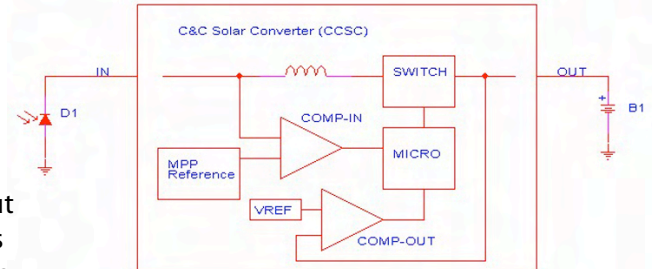 C&C Solar Converter (CCSC)
IN
SWITCH
OUT
D1
+
B1
COMP-IN
MPP
Reference
MICRO
VREF
COMP-OUT